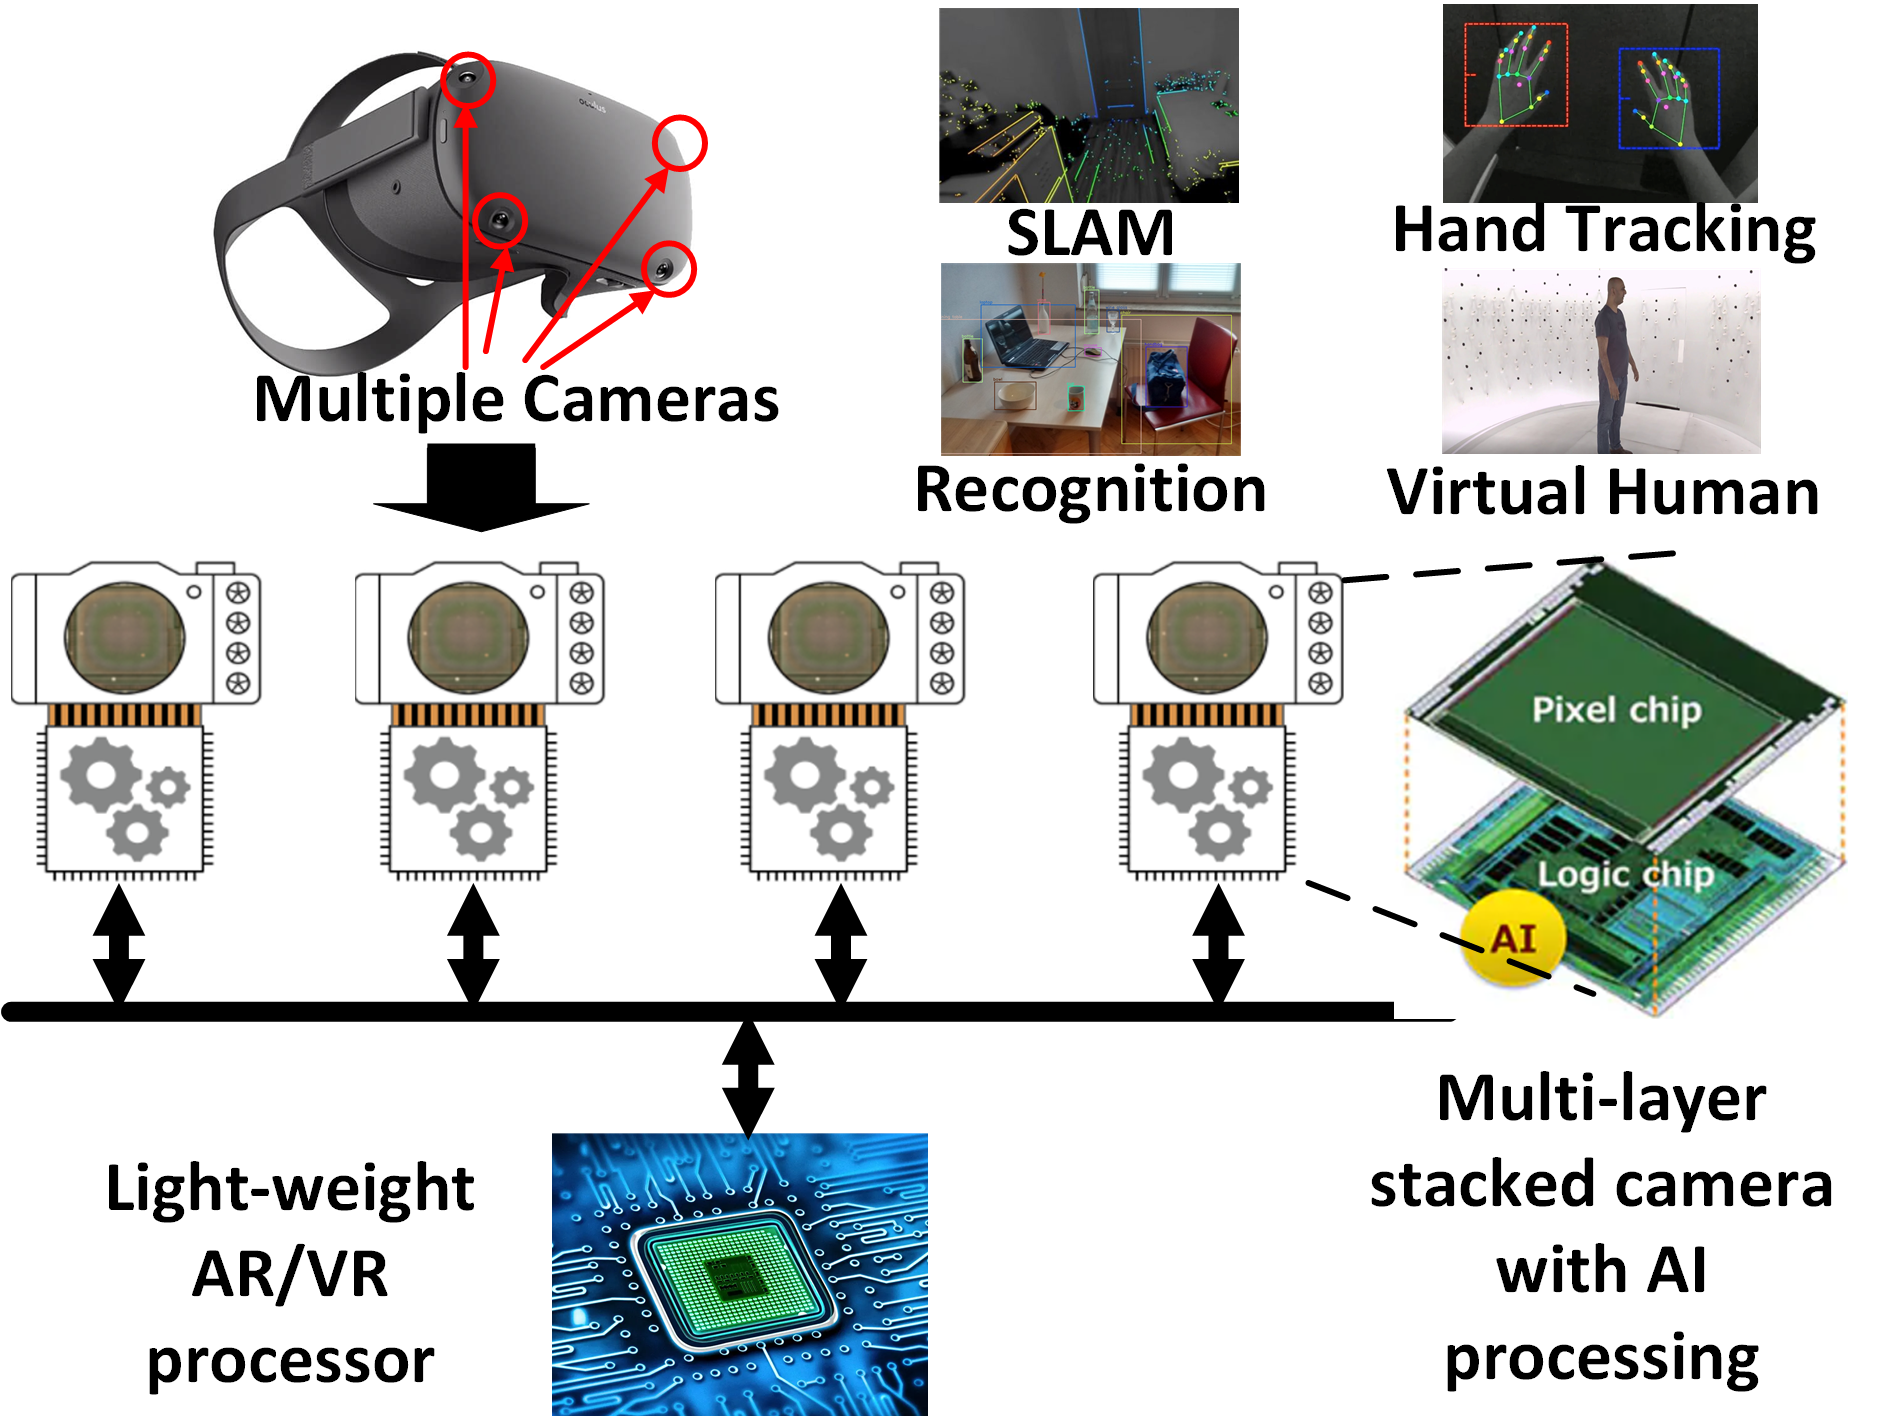 oculus
SLAM
Hand Tracking
Multiple Cameras
Recognition
Virtual Human
Pixel chip
Logic chip
AI
Light-weight
AR/VR
processor
Multi-layer
stacked camera
with AI
processing